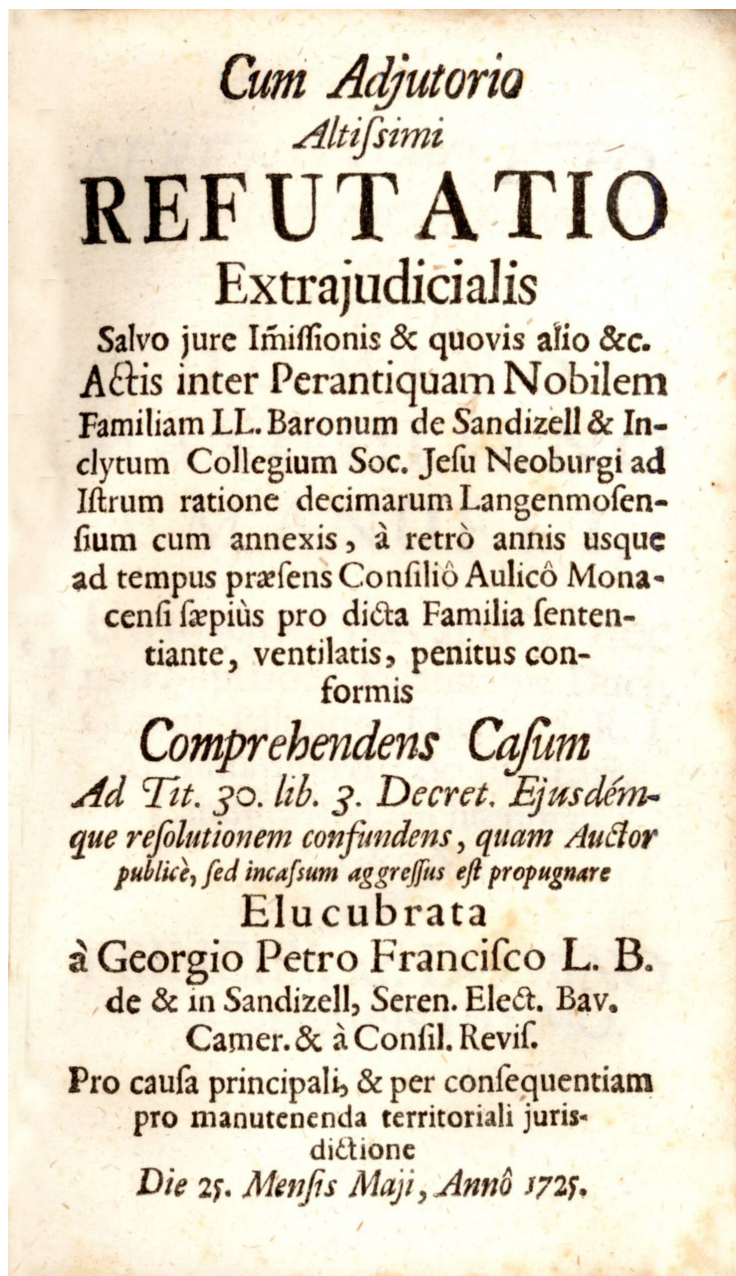 Cum Adjutorio
Altiſsimi
REFUTATIO
Extrajudicialis
Salvo jure Im̃iſſionis & quovis alio &c.
Actis inter Perantiquam Nobilem
Familiam LL. Baronum de Sandizell & In-
clytum Collegium Soc. Jeſu Neoburgi ad
Iſtrum ratione decimarum Langenmoſen-
ſium cum annexis, à retrò annis usque
ad tempus præſens Conſiliô Aulicô Mona-
cenſi ſæpiùs pro dicta Familia ſenten-
tiante, ventilatis, penitus con-
formis
Comprehendens Caſum
Ad Tit. 30. lib. 3. Decret. Ejusdém-
que reſolutionem confundens, quam Auctor
publicè, ſed incaſsum aggreſſus eſt propugnare
Elucubrata
à Georgio Petro Franciſco L. B.
de & in Sandizell, Seren. Elect. Bav.
Camer. & à Conſil. Reviſ.
Pro cauſa principali, & per conſequentiam
pro manutenenda territoriali juris-
dictione
Die 25. Menſis Maji, Annô 1725.